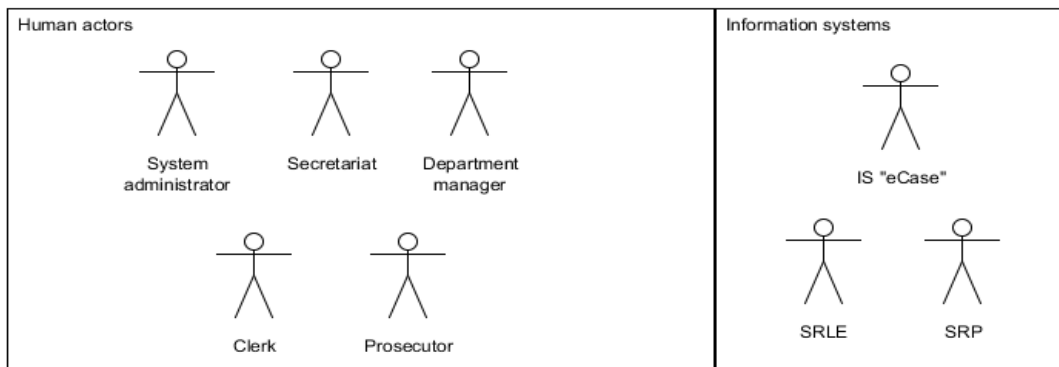 Human actors
System
administrator
Secretariat
Department
manager
Clerk
Prosecutor
Information systems
IS "eCase"
SRLE
SRP